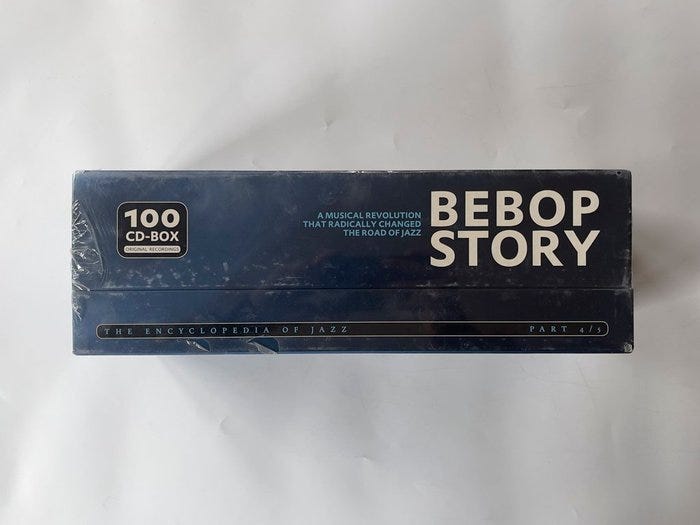 100
CD-BOX
ORIGINAL RECORDINGS
A MUSICAL REVOLUTION
THAT RADICALLY CHANGED
THE ROAD OF JAZZ
BEBOP
STORY
THE ENCYCLOPEDIA OF JAZZ
PART 4/5